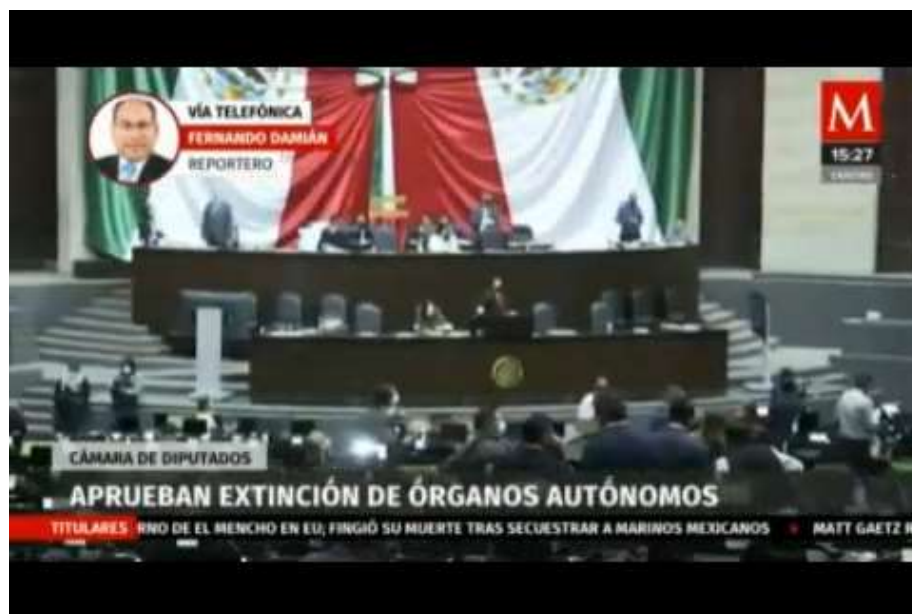 VÍA TELEFÓNICA
FERNANDO DAMIÁN
REPORTERO
M
15:27
CÁMARA DE DIPUTADOS
APRUEBAN EXTINCIÓN DE ÓRGANOS AUTÓNOMOS
TITULARES RNO DE EL MENCHO EN EU; FINGIÓ SU MUERTE TRAS SECUESTRAR A MARINOS MEXICANOS • MATT GAETZ R